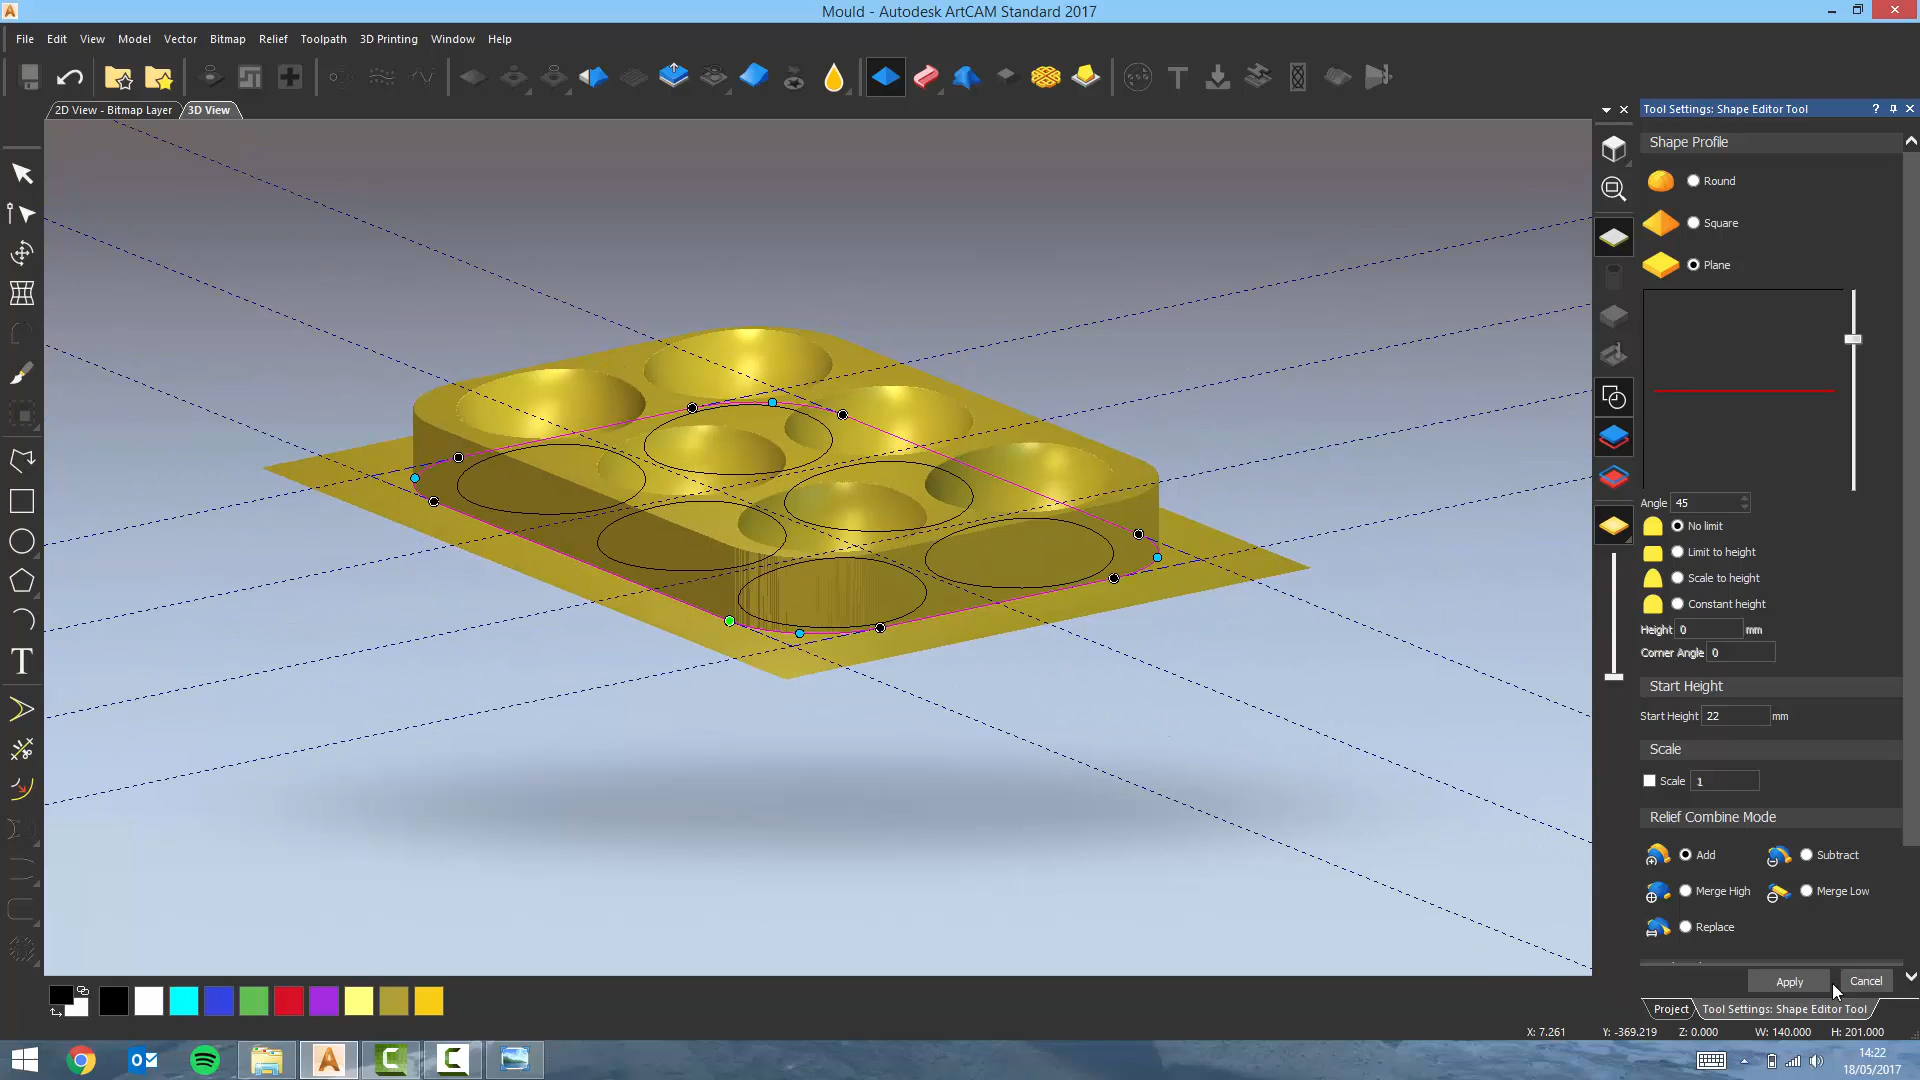 Mould - Autodesk ArtCAM Standard 2017
File Edit View Model Vector Bitmap Relief Toolpath 3D Printing Window Help
2D View - Bitmap Layer 3D View
Tool Settings: Shape Editor Tool
Shape Profile
Round
Square
Plane
Angle 45
No limit
Limit to height
Scale to height
Constant height
Height 0 mm
Corner Angle 0
Start Height
Start Height 22 mm
Scale
Scale 1
Relief Combine Mode
Add Subtract
Merge High Merge Low
Replace
Apply Cancel
Project Tool Settings: Shape Editor Tool
X: 7.261 Y: -369.219 Z: 0.000 W: 140.000 H: 201.000
14:22
18/05/2017